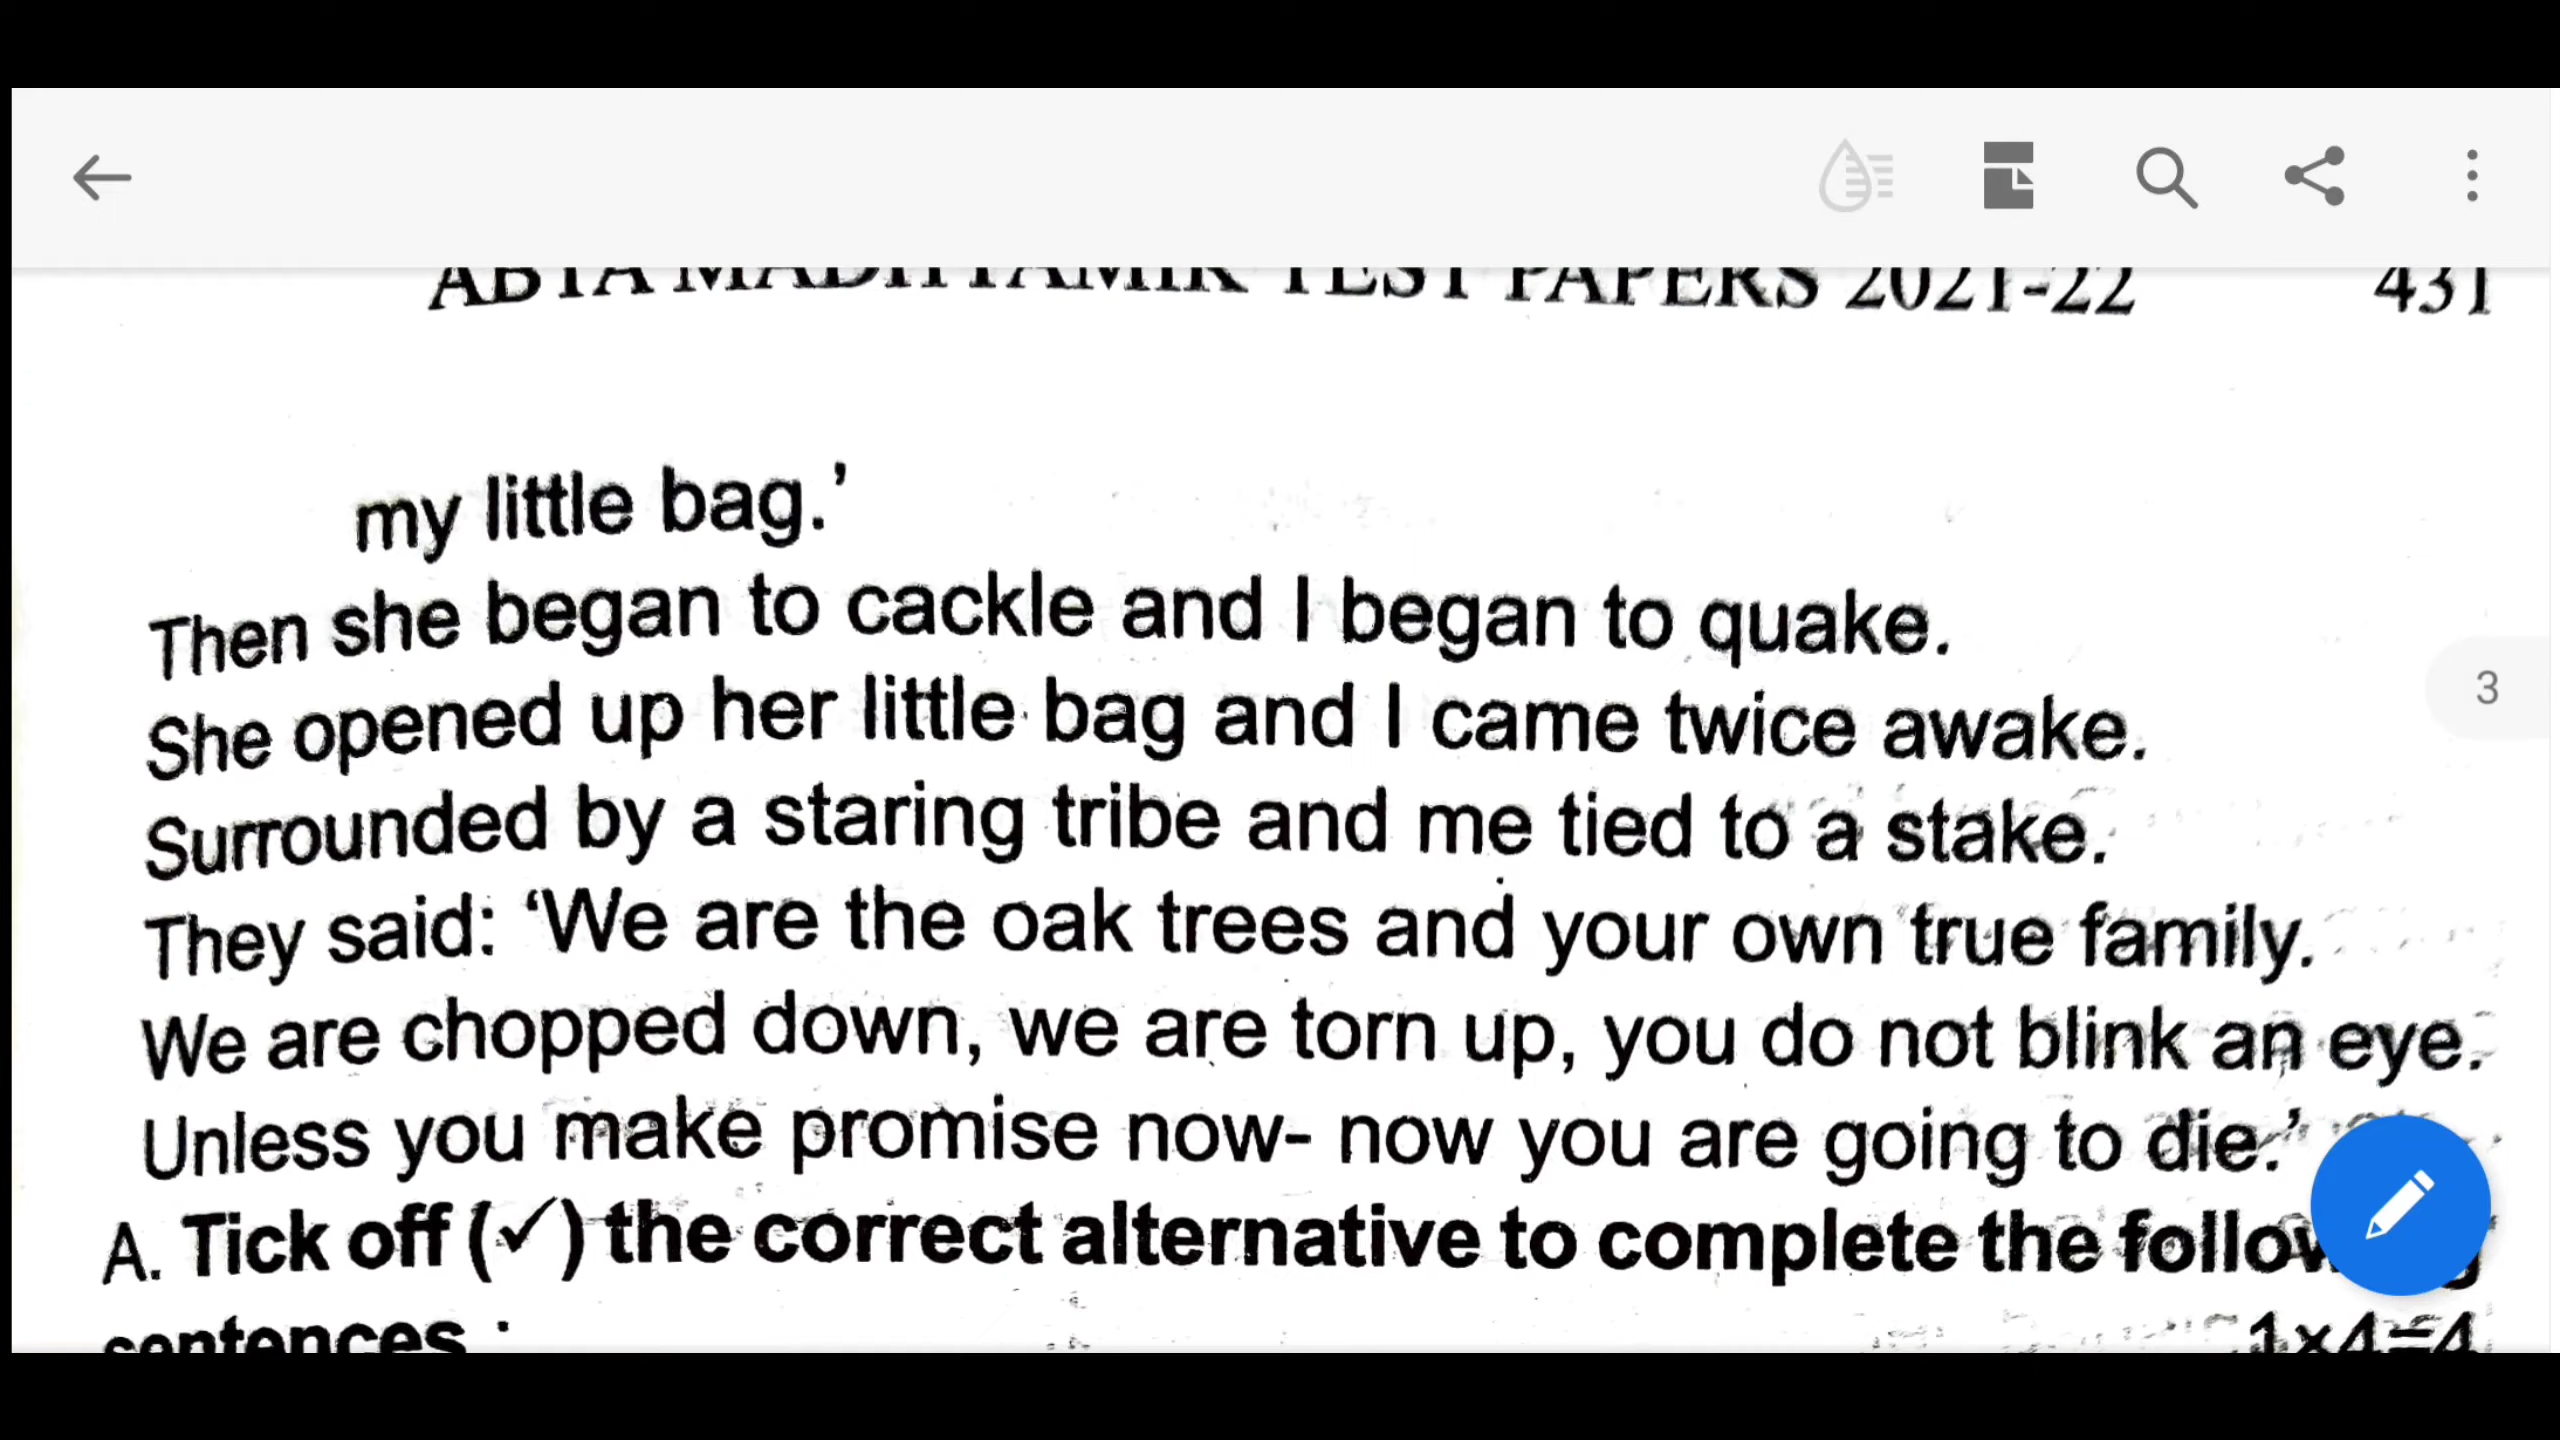 ABTA MADHYAMIK TEST PAPERS 2021-22 431
my little bag.’
Then she began to cackle and I began to quake.
She opened up her little bag and I came twice awake.
Surrounded by a staring tribe and me tied to a stake.
They said: ‘We are the oak trees and your own true family.
We are chopped down, we are torn up, you do not blink an eye.
Unless you make promise now- now you are going to die.’
A. Tick off (✓) the correct alternative to complete the following
sentences : 1×4=4
3